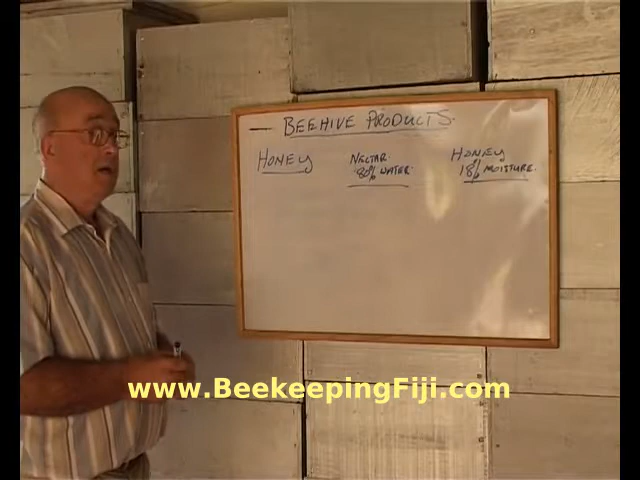 — BEEHIVE PRODUCTS.
HONEY
NECTAR.
80% WATER.
HONEY
18% MOISTURE.
www.BeekeepingFiji.com